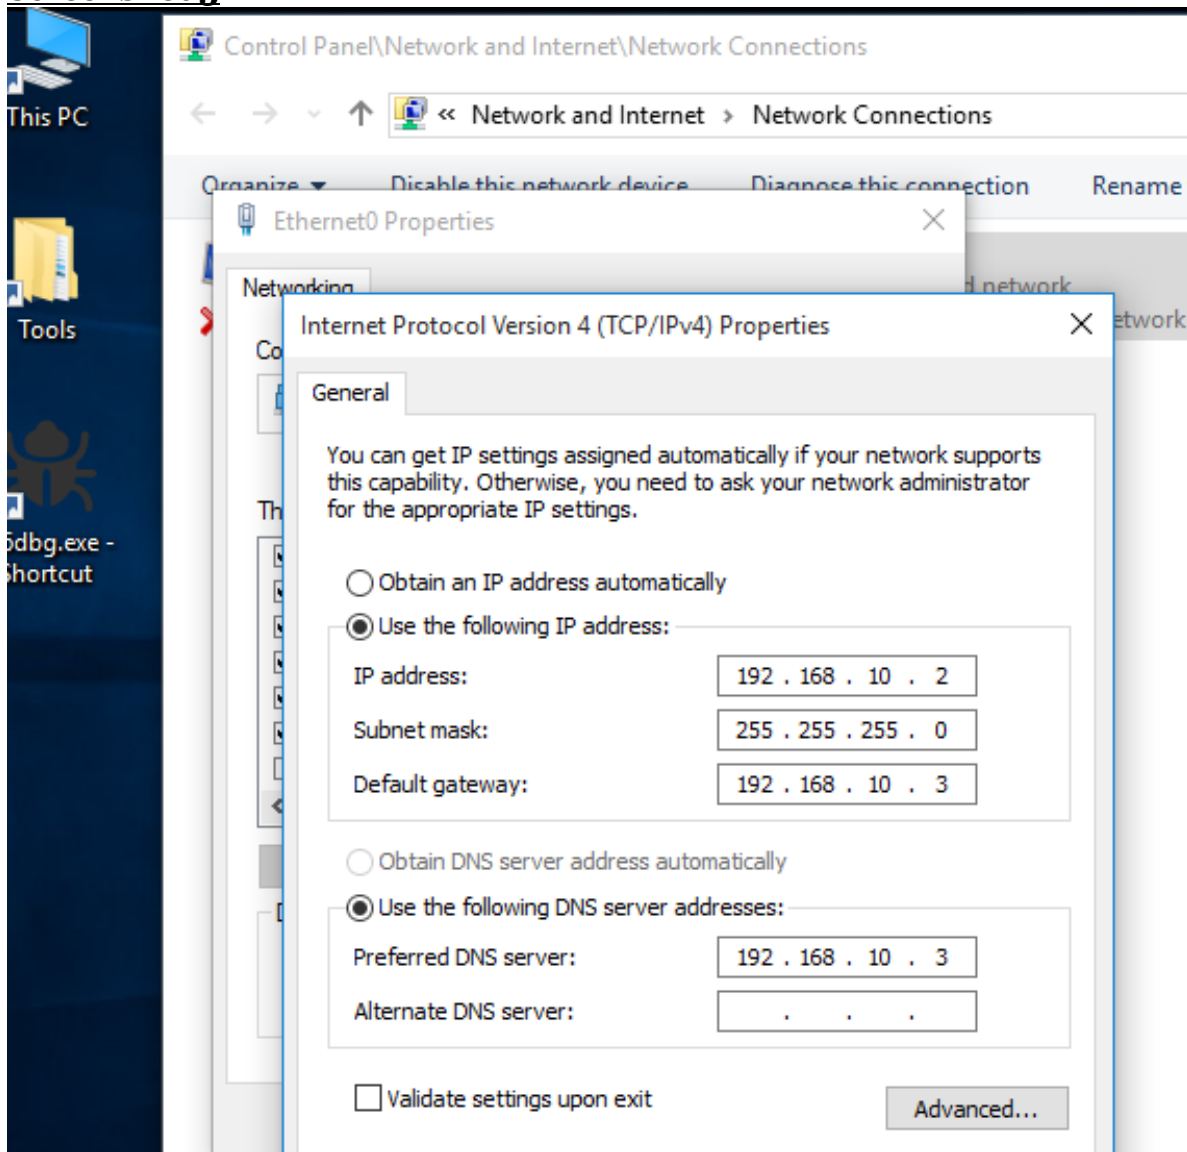 Control Panel\Network and Internet\Network Connections
This PC
« Network and Internet › Network Connections
Organize Disable this network device Diagnose this connection Rename
Ethernet0 Properties
Networking
d network
etwork
Internet Protocol Version 4 (TCP/IPv4) Properties
Tools
Co
General
You can get IP settings assigned automatically if your network supports
this capability. Otherwise, you need to ask your network administrator
for the appropriate IP settings.
Th
dbg.exe -
Shortcut
Obtain an IP address automatically
Use the following IP address:
IP address: 192 . 168 . 10 . 2
Subnet mask: 255 . 255 . 255 . 0
Default gateway: 192 . 168 . 10 . 3
Obtain DNS server address automatically
Use the following DNS server addresses:
Preferred DNS server: 192 . 168 . 10 . 3
Alternate DNS server: . . .
Validate settings upon exit
Advanced...